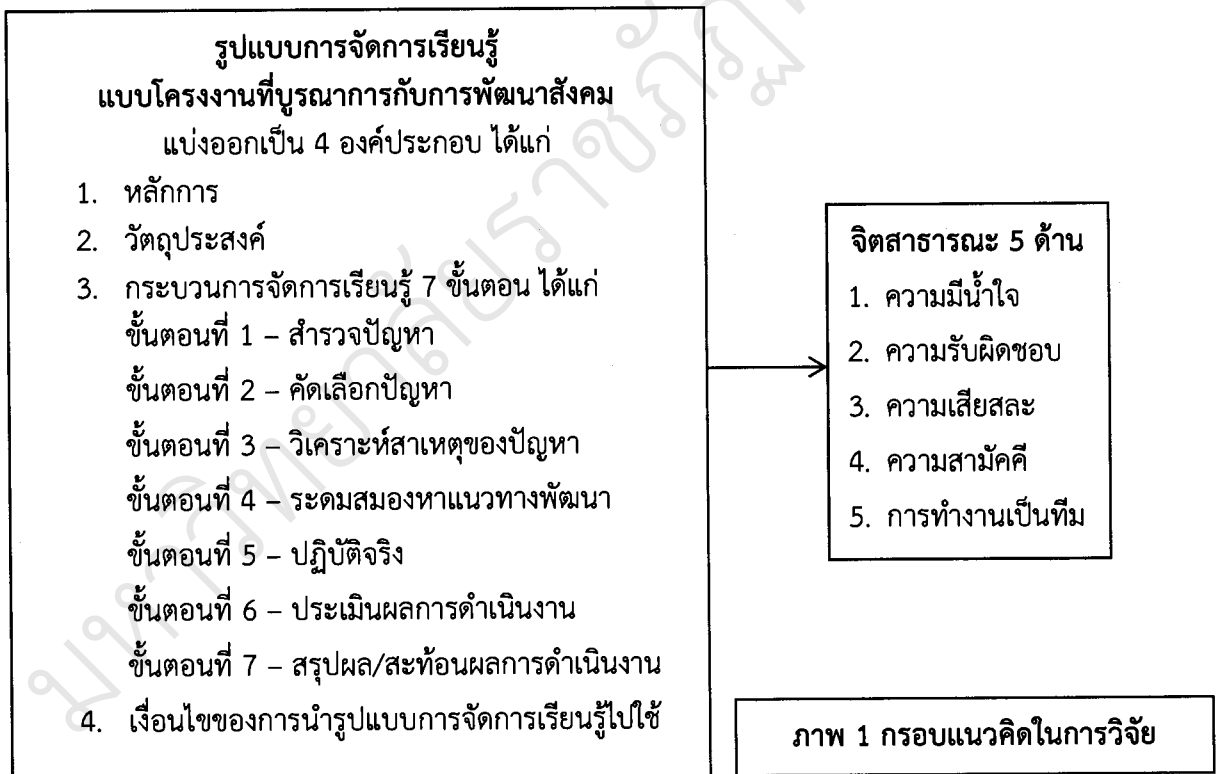 รูปแบบการจัดการเรียนรู้
แบบโครงงานที่บูรณาการกับการพัฒนาสังคม
แบ่งออกเป็น 4 องค์ประกอบ ได้แก่
1. หลักการ
2. วัตถุประสงค์
3. กระบวนการจัดการเรียนรู้ 7 ขั้นตอน ได้แก่
ขั้นตอนที่ 1 – สำรวจปัญหา
ขั้นตอนที่ 2 – คัดเลือกปัญหา
ขั้นตอนที่ 3 – วิเคราะห์สาเหตุของปัญหา
ขั้นตอนที่ 4 – ระดมสมองหาแนวทางพัฒนา
ขั้นตอนที่ 5 – ปฏิบัติจริง
ขั้นตอนที่ 6 – ประเมินผลการดำเนินงาน
ขั้นตอนที่ 7 – สรุปผล/สะท้อนผลการดำเนินงาน
4. เงื่อนไขของการนำรูปแบบการจัดการเรียนรู้ไปใช้
จิตสาธารณะ 5 ด้าน
1. ความมีน้ำใจ
2. ความรับผิดชอบ
3. ความเสียสละ
4. ความสามัคคี
5. การทำงานเป็นทีม
ภาพ 1 กรอบแนวคิดในการวิจัย
มหาวิทยาลัยราชภัฏ